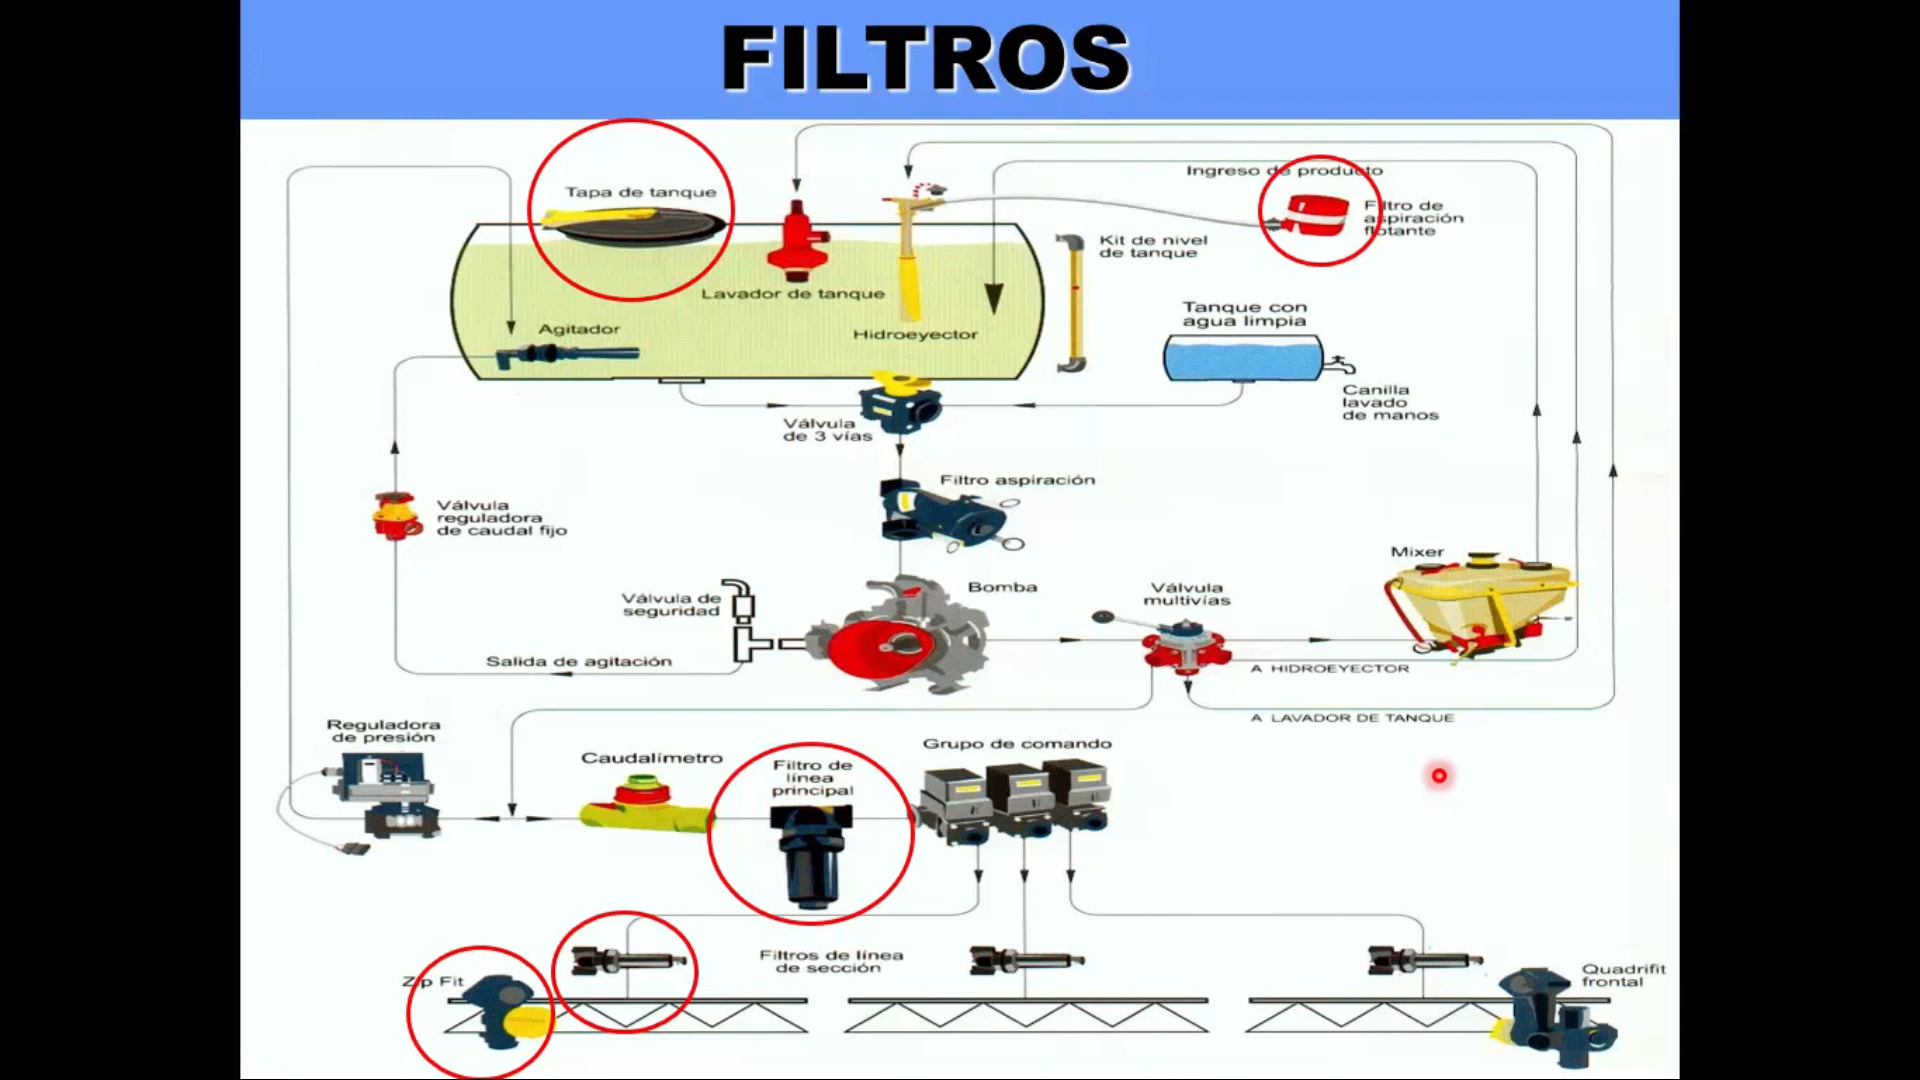 FILTROS
Tapa de tanque
Ingreso de producto
Filtro de
aspiración
flotante
Kit de nivel
de tanque
Lavador de tanque
Tanque con
agua limpia
Agitador
Hidroeyector
Canilla
lavado
de manos
Válvula
de 3 vías
Filtro aspiración
Válvula
reguladora
de caudal fijo
Mixer
Bomba
Válvula
multivías
Válvula de
seguridad
Salida de agitación
A HIDROEYECTOR
A LAVADOR DE TANQUE
Reguladora
de presión
Caudalímetro
Filtro de
línea
principal
Grupo de comando
Filtros de línea
de sección
Zip Fit
Quadrifit
frontal